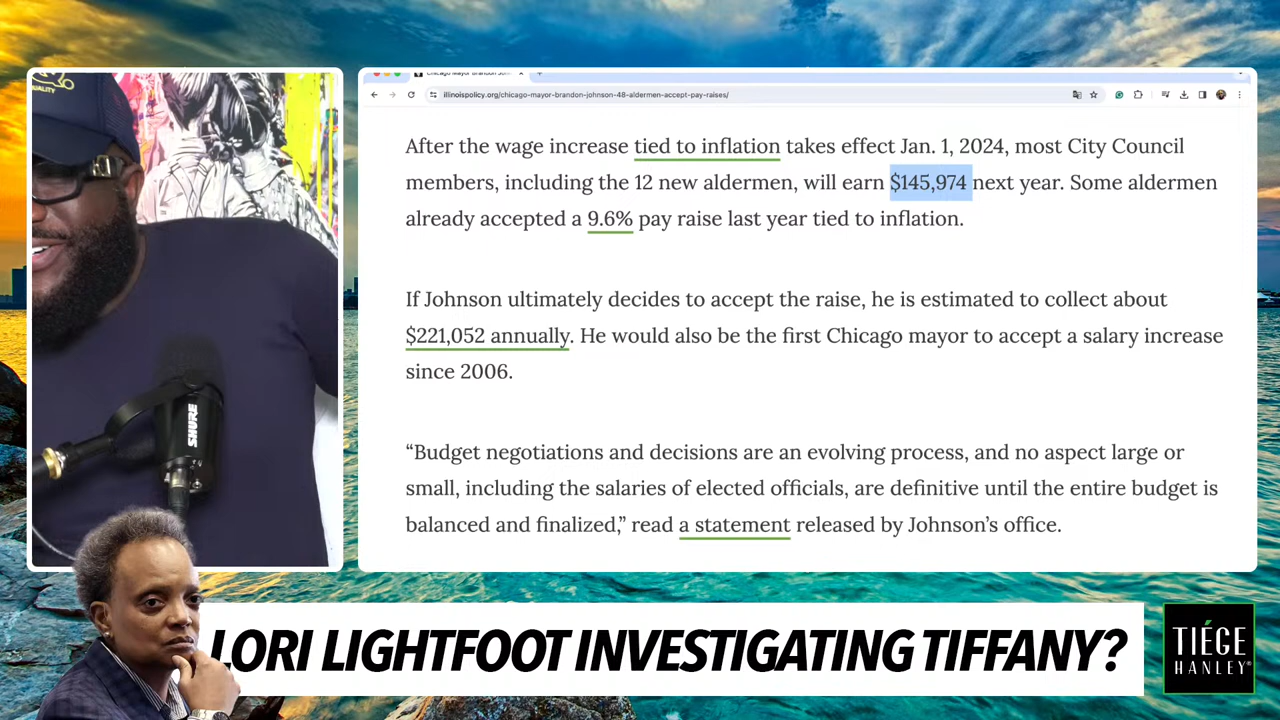 QUALITY
SHURE
Chicago Mayor Brandon John
illinoispolicy.org/chicago-mayor-brandon-johnson-48-aldermen-accept-pay-raises/
After the wage increase tied to inflation takes effect Jan. 1, 2024, most City Council
members, including the 12 new aldermen, will earn $145,974 next year. Some aldermen
already accepted a 9.6% pay raise last year tied to inflation.
If Johnson ultimately decides to accept the raise, he is estimated to collect about
$221,052 annually. He would also be the first Chicago mayor to accept a salary increase
since 2006.
“Budget negotiations and decisions are an evolving process, and no aspect large or
small, including the salaries of elected officials, are definitive until the entire budget is
balanced and finalized,” read a statement released by Johnson’s office.
LORI LIGHTFOOT INVESTIGATING TIFFANY?
TIÉGE
HANLEY®